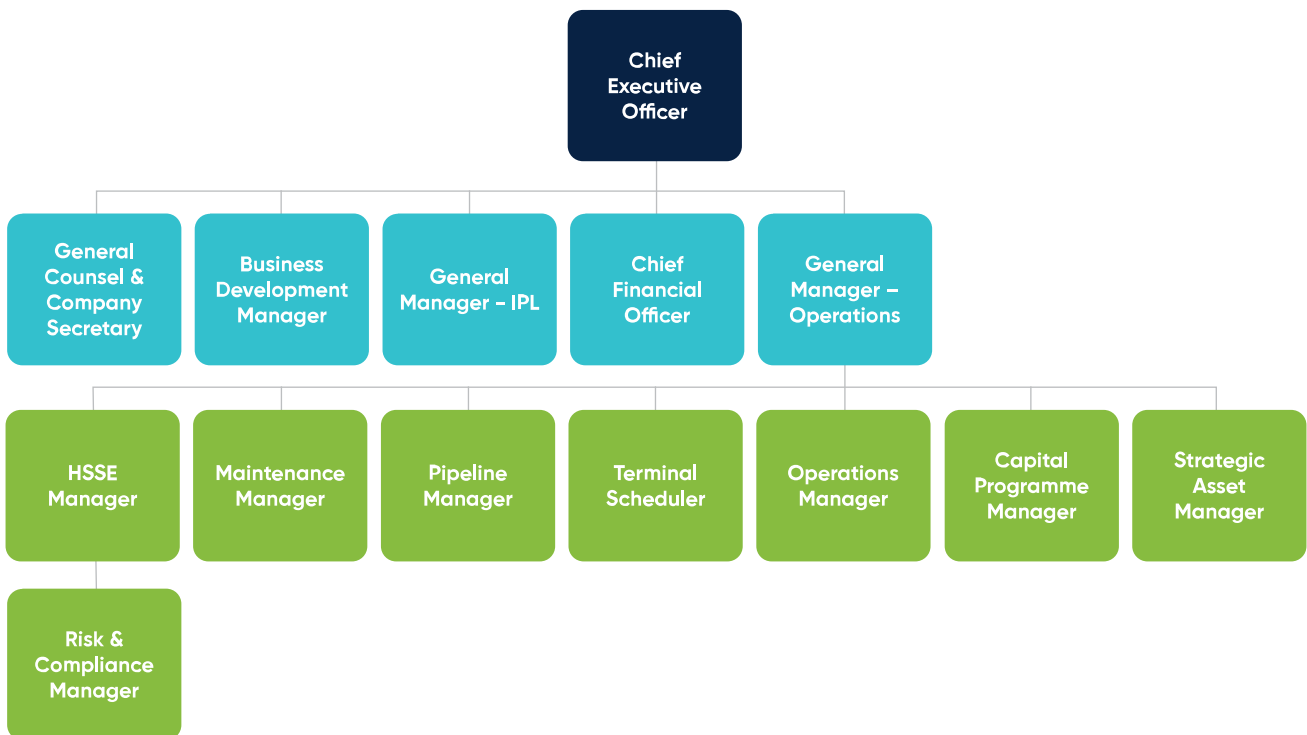 Chief
Executive
Officer
General
Counsel &
Company
Secretary
Business
Development
Manager
General
Manager – IPL
Chief
Financial
Officer
General
Manager –
Operations
HSSE
Manager
Maintenance
Manager
Pipeline
Manager
Terminal
Scheduler
Operations
Manager
Capital
Programme
Manager
Strategic
Asset
Manager
Risk &
Compliance
Manager